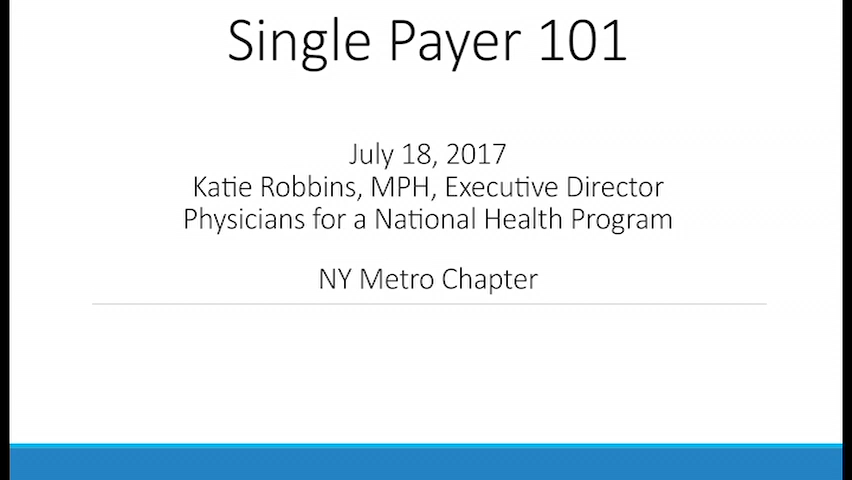 Single Payer 101
July 18, 2017
Katie Robbins, MPH, Executive Director
Physicians for a National Health Program
NY Metro Chapter